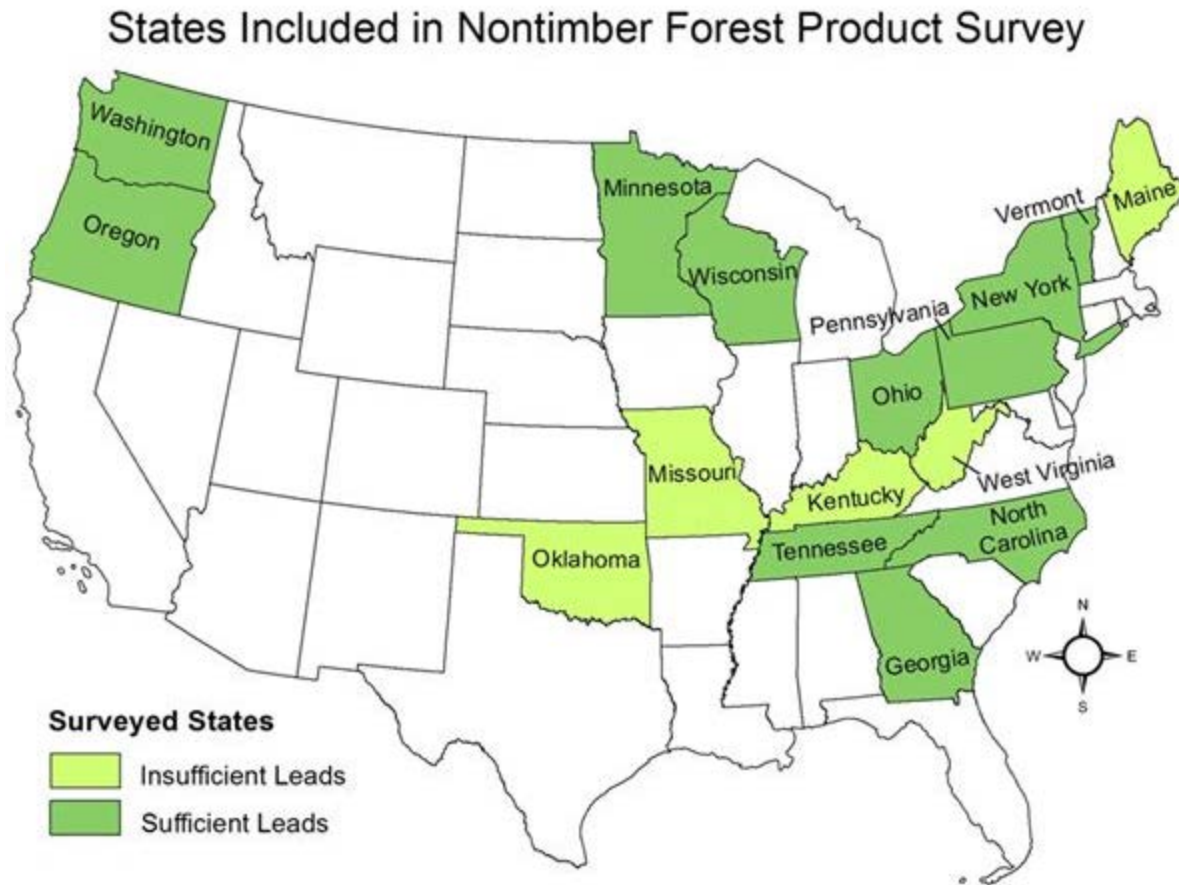 States Included in Nontimber Forest Product Survey
Washington
Oregon
Minnesota
Wisconsin
Vermont
Maine
New York
Pennsylvania
Ohio
Missouri
Kentucky
West Virginia
Oklahoma
Tennessee
North
Carolina
Georgia
N
W
E
S
Surveyed States
Insufficient Leads
Sufficient Leads